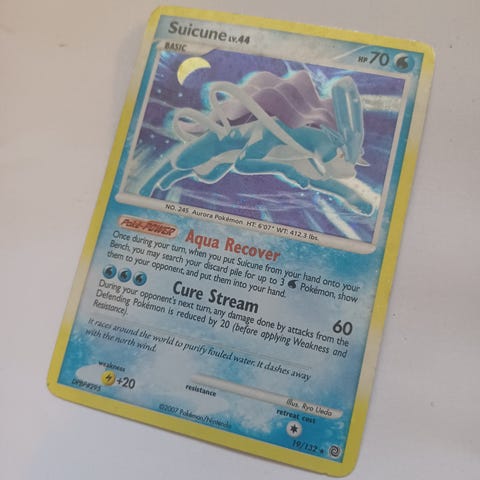 Suicune LV.44
BASIC
HP 70
NO. 245 Aurora Pokémon HT: 6'07" WT: 412.3 lbs.
Poké-POWER Aqua Recover
Once during your turn, when you put Suicune from your hand onto your
Bench, you may search your discard pile for up to 3 Pokémon, show
them to your opponent, and put them into your hand.
Cure Stream 60
During your opponent's next turn, any damage done by attacks from the
Defending Pokémon is reduced by 20 (before applying Weakness and
Resistance).
It races around the world to purify fouled water. It dashes away
with the north wind.
weakness
+20
resistance
Illus. Ryo Ueda
retreat cost
DPBP#295
©2007 Pokémon/Nintendo
19/132